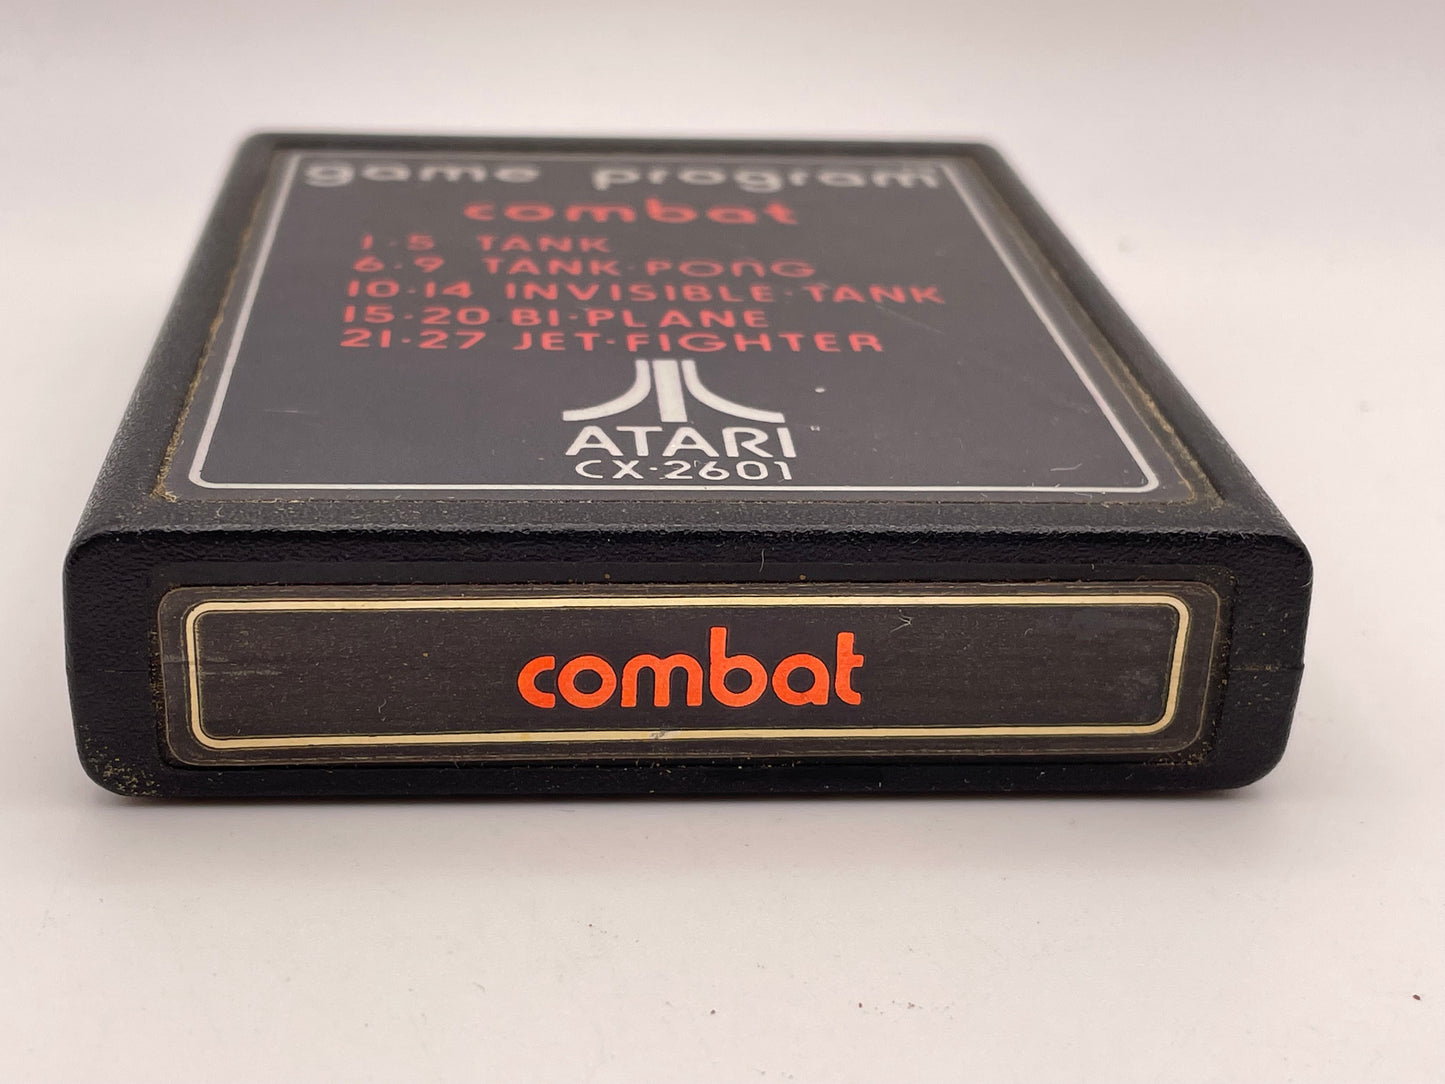 game program
combat
1·5 TANK
6·9 TANK·PONG
10·14 INVISIBLE·TANK
15·20 BI·PLANE
21·27 JET·FIGHTER
ATARI
CX·2601
combat